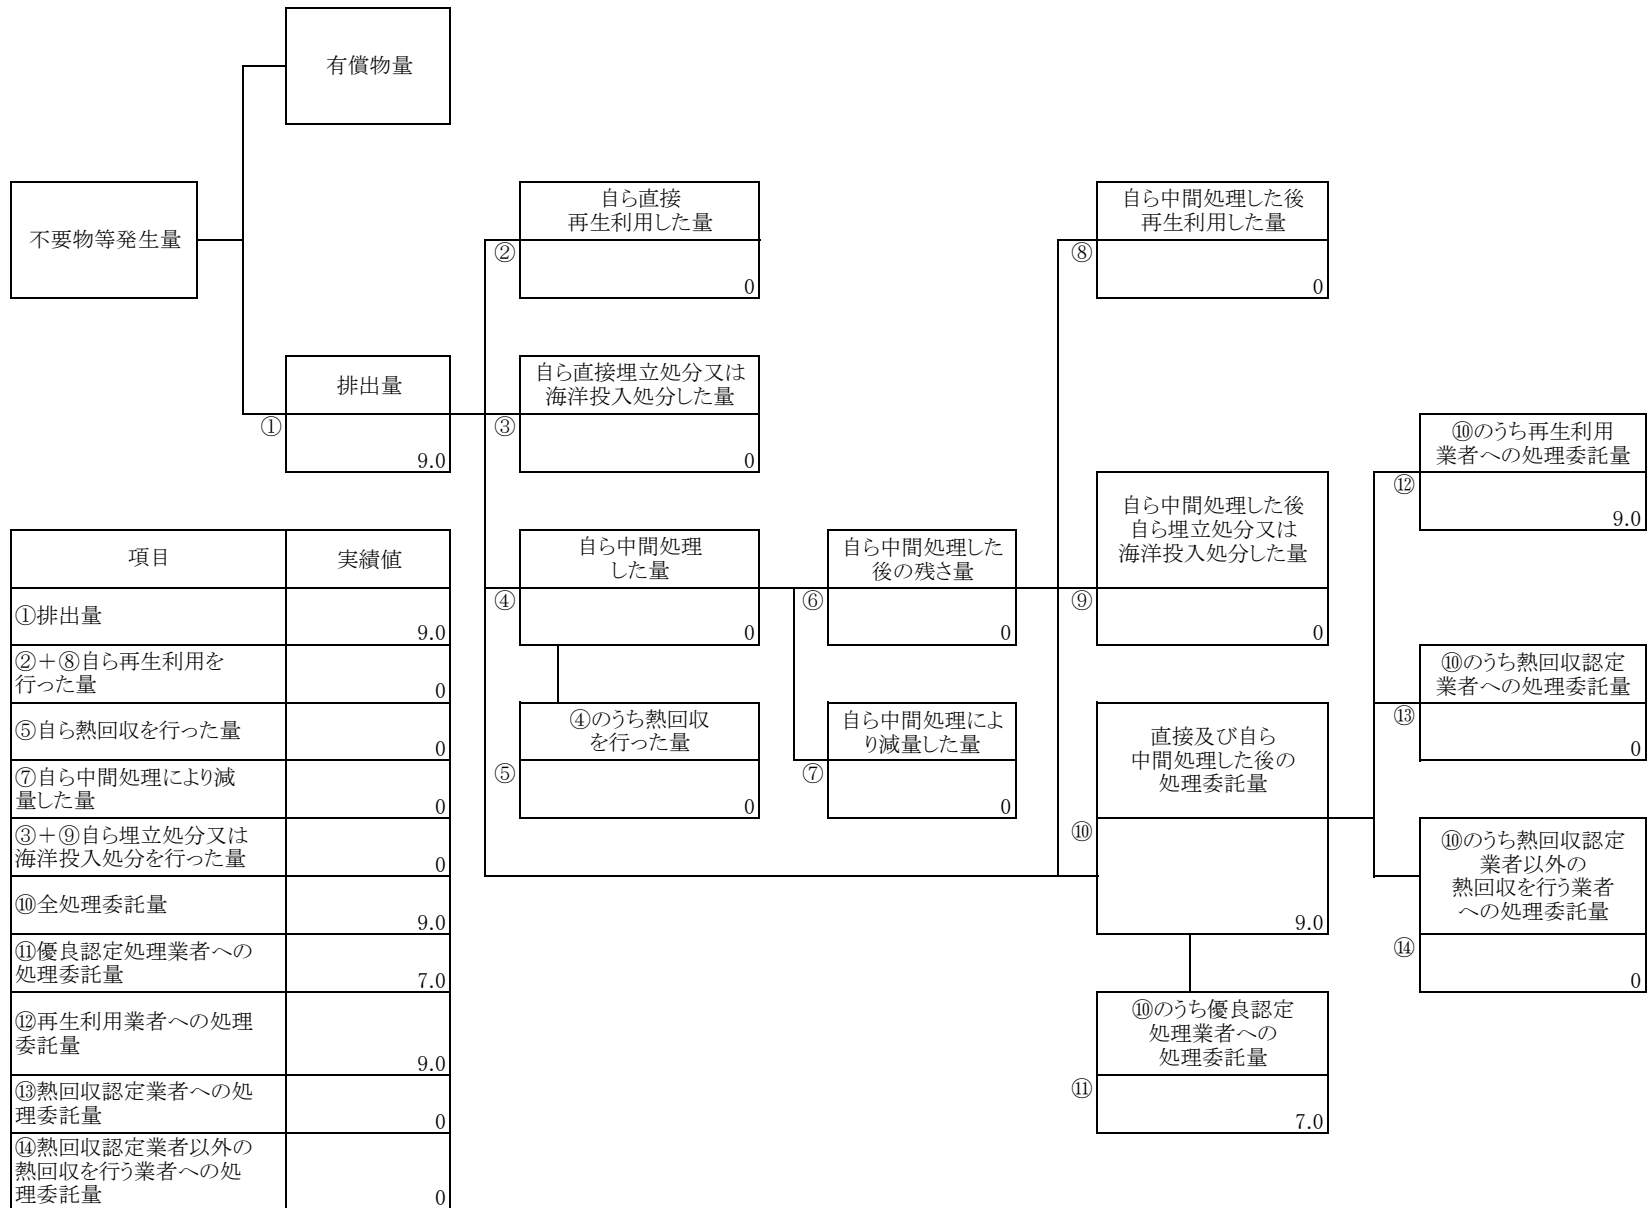 有償物量
不要物等発生量
自ら直接
再生利用した量
②
0
自ら中間処理した後
再生利用した量
⑧
0
排出量
①
9.0
自ら直接埋立処分又は
海洋投入処分した量
③
0
⑩のうち再生利用
業者への処理委託量
⑫
9.0
自ら中間処理した後
自ら埋立処分又は
海洋投入処分した量
⑨
0
自ら中間処理
した量
④
0
自ら中間処理した
後の残さ量
⑥
0
④のうち熱回収
を行った量
⑤
0
自ら中間処理によ
り減量した量
⑦
0
直接及び自ら
中間処理した後の
処理委託量
⑩
9.0
⑩のうち熱回収認定
業者への処理委託量
⑬
0
⑩のうち熱回収認定
業者以外の
熱回収を行う業者
への処理委託量
⑭
0
⑩のうち優良認定
処理業者への
処理委託量
⑪
7.0
項目 実績値
①排出量
9.0
②＋⑧自ら再生利用を
行った量
0
⑤自ら熱回収を行った量
0
⑦自ら中間処理により減
量した量
0
③＋⑨自ら埋立処分又は
海洋投入処分を行った量
0
⑩全処理委託量
9.0
⑪優良認定処理業者への
処理委託量
7.0
⑫再生利用業者への処理
委託量
9.0
⑬熱回収認定業者への処
理委託量
0
⑭熱回収認定業者以外の
熱回収を行う業者への処
理委託量
0